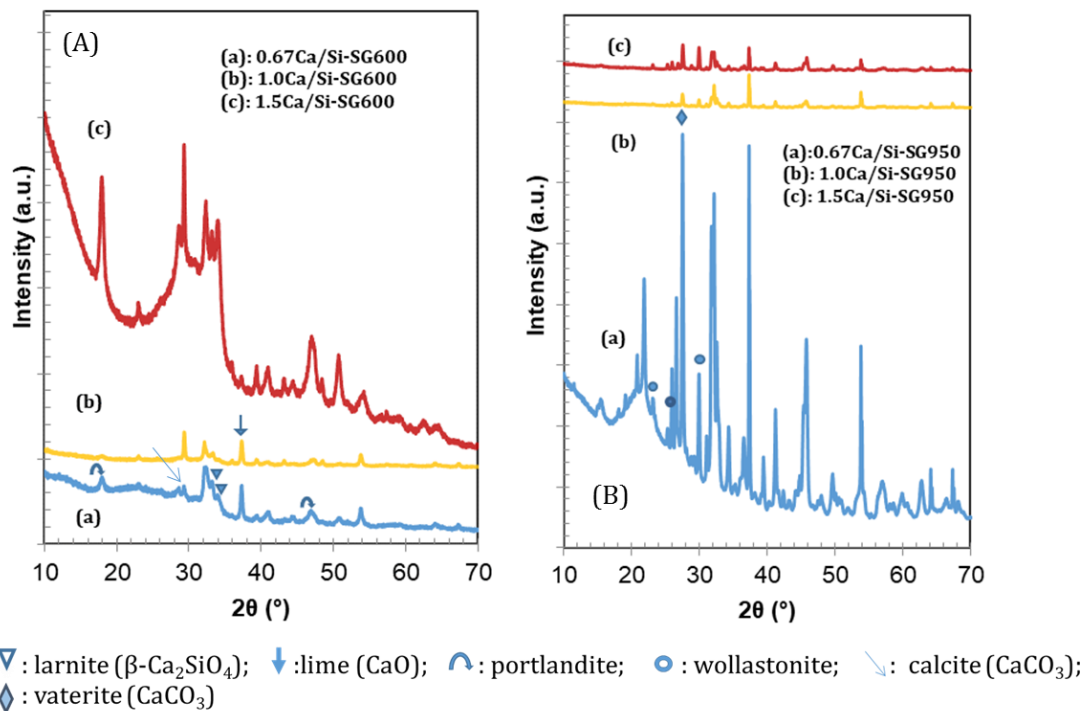 (A)
(a): 0.67Ca/Si-SG600
(b): 1.0Ca/Si-SG600
(c): 1.5Ca/Si-SG600
(c)
(b)
(a)
Intensity (a.u.)
10 20 30 40 50 60 70
2θ (°)
(c)
(b)
(a):0.67Ca/Si-SG950
(b): 1.0Ca/Si-SG950
(c): 1.5Ca/Si-SG950
(a)
(B)
Intensity (a.u.)
10 20 30 40 50 60 70
2θ (°)
: larnite (β-Ca₂SiO₄); :lime (CaO); : portlandite; : wollastonite; : calcite (CaCO₃);
: vaterite (CaCO₃)